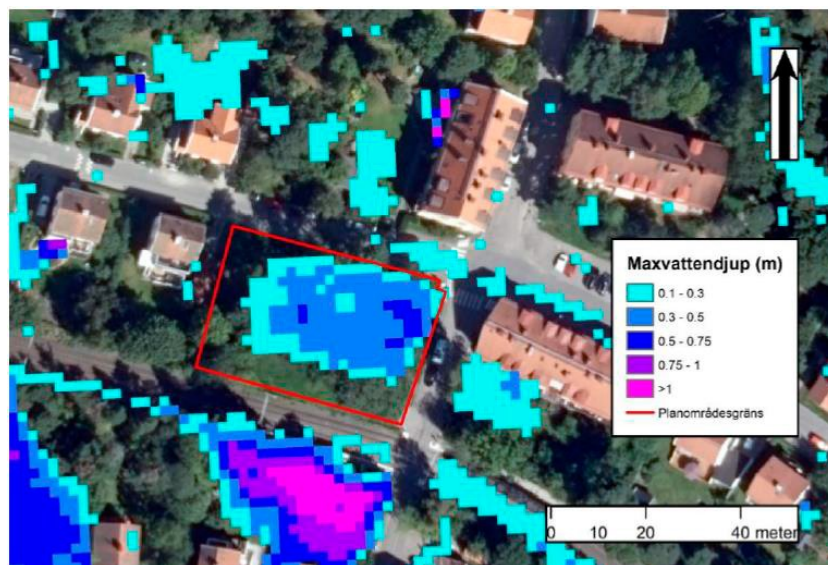 Maxvattendjup (m)
0.1 - 0.3
0.3 - 0.5
0.5 - 0.75
0.75 - 1
>1
Planområdesgräns
0 10 20 40 meter